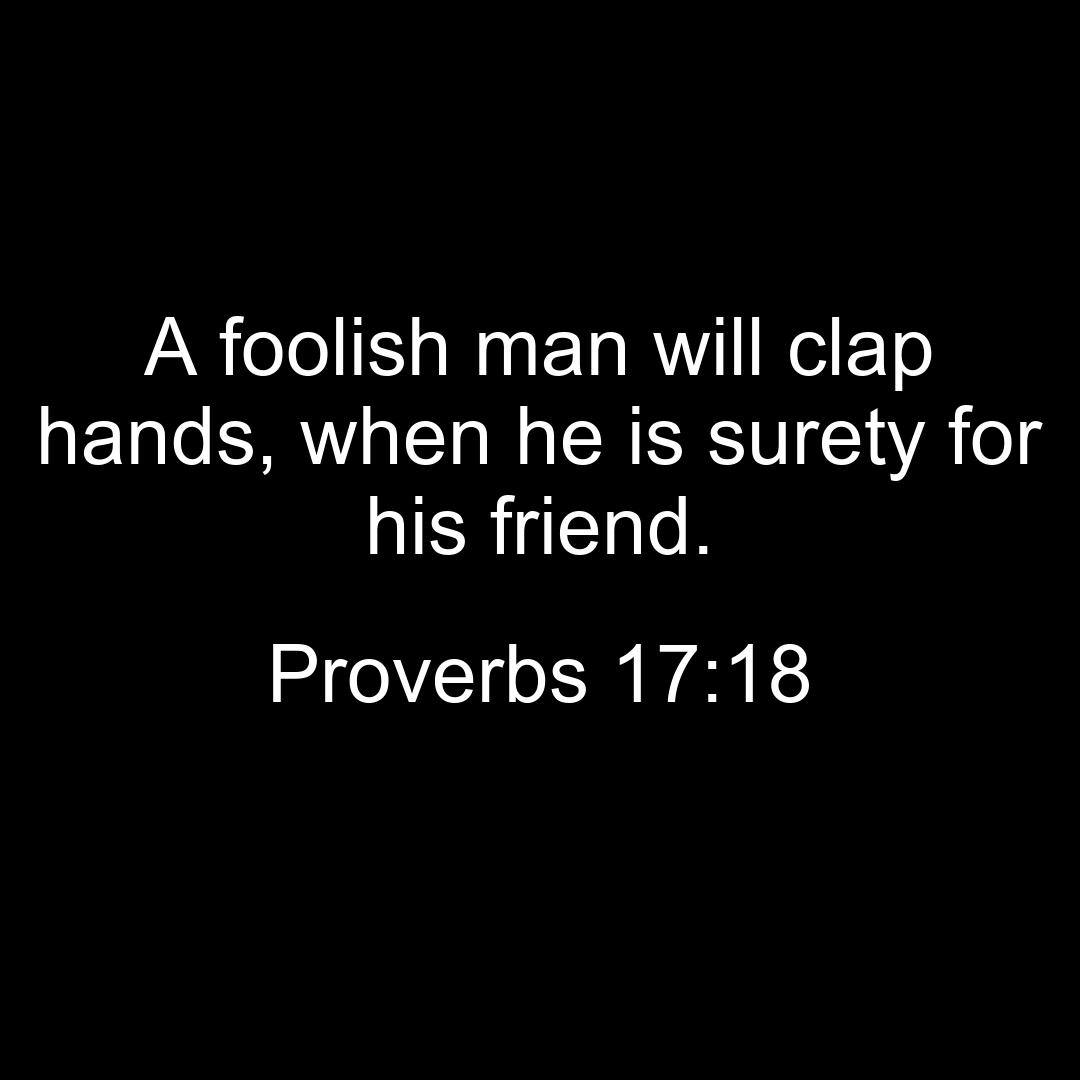 A foolish man will clap
hands, when he is surety for
his friend.
Proverbs 17:18